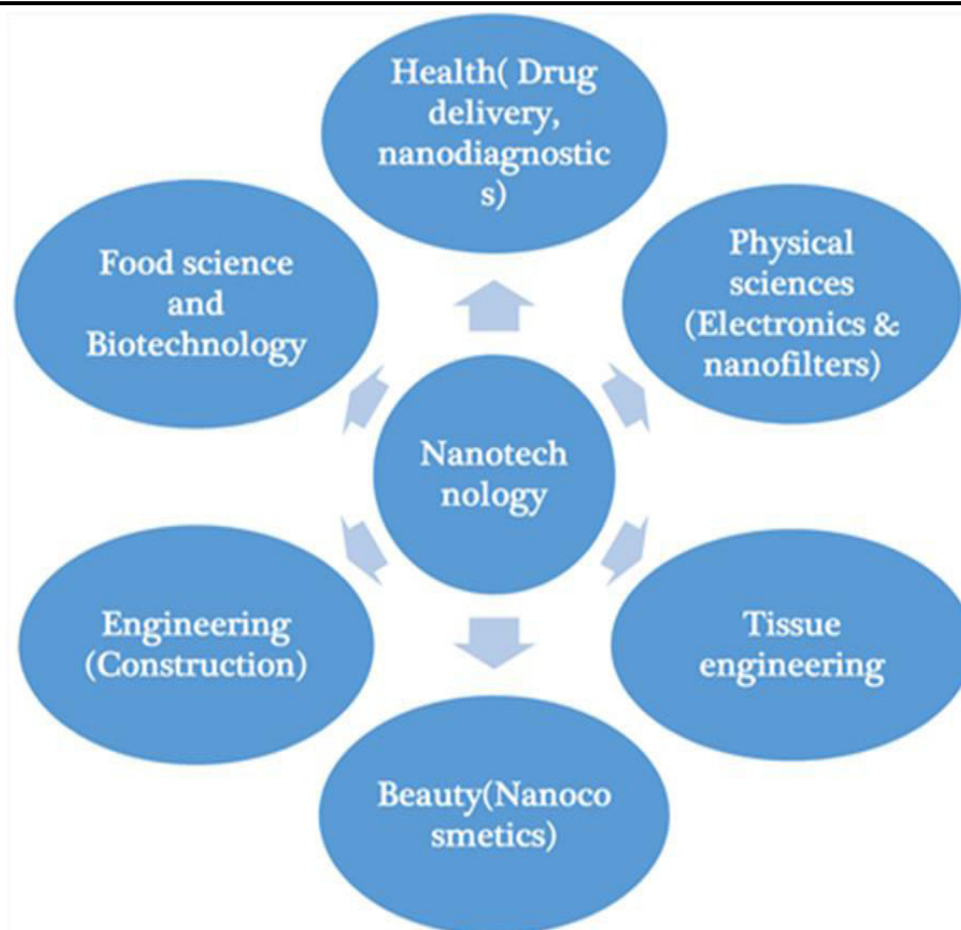 Health( Drug
delivery,
nanodiagnostic
s)
Physical
sciences
(Electronics &
nanofilters)
Food science
and
Biotechnology
Nanotech
nology
Engineering
(Construction)
Tissue
engineering
Beauty(Nanoco
smetics)